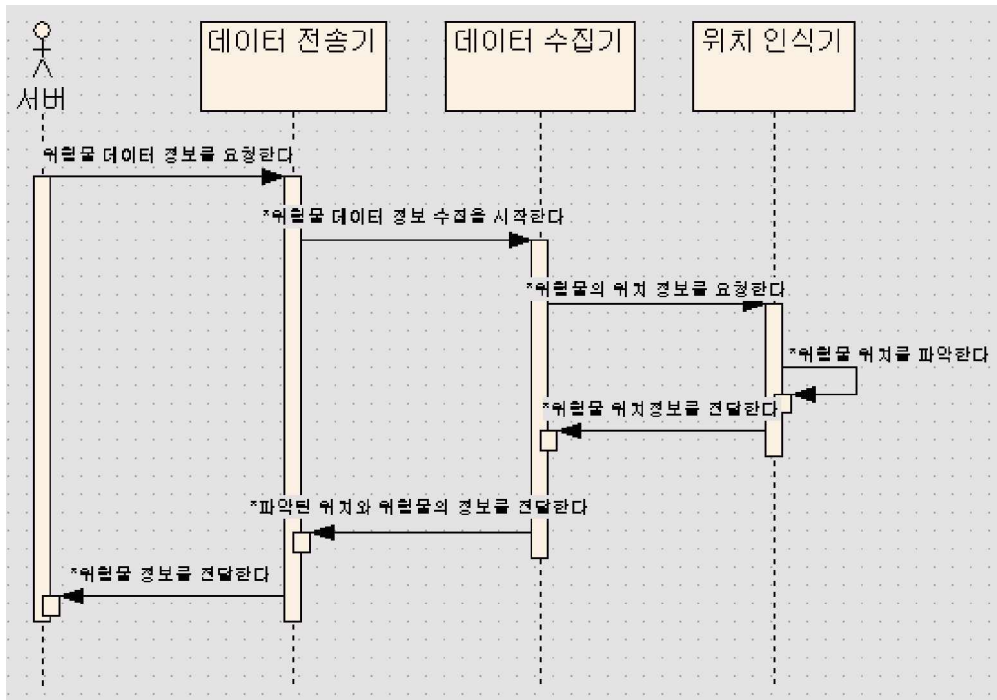 데이터 전송기
데이터 수집기
위치 인식기
서버
위험물 데이터 정보를 요청한다
*위험물 데이터 정보 수집을 시작한다
*위험물의 위치 정보를 요청한다
*위험물 위치를 파악한다
*위험물 위치정보를 전달한다
*파악된 위치와 위험물의 정보를 전달한다
*위험물 정보를 전달한다